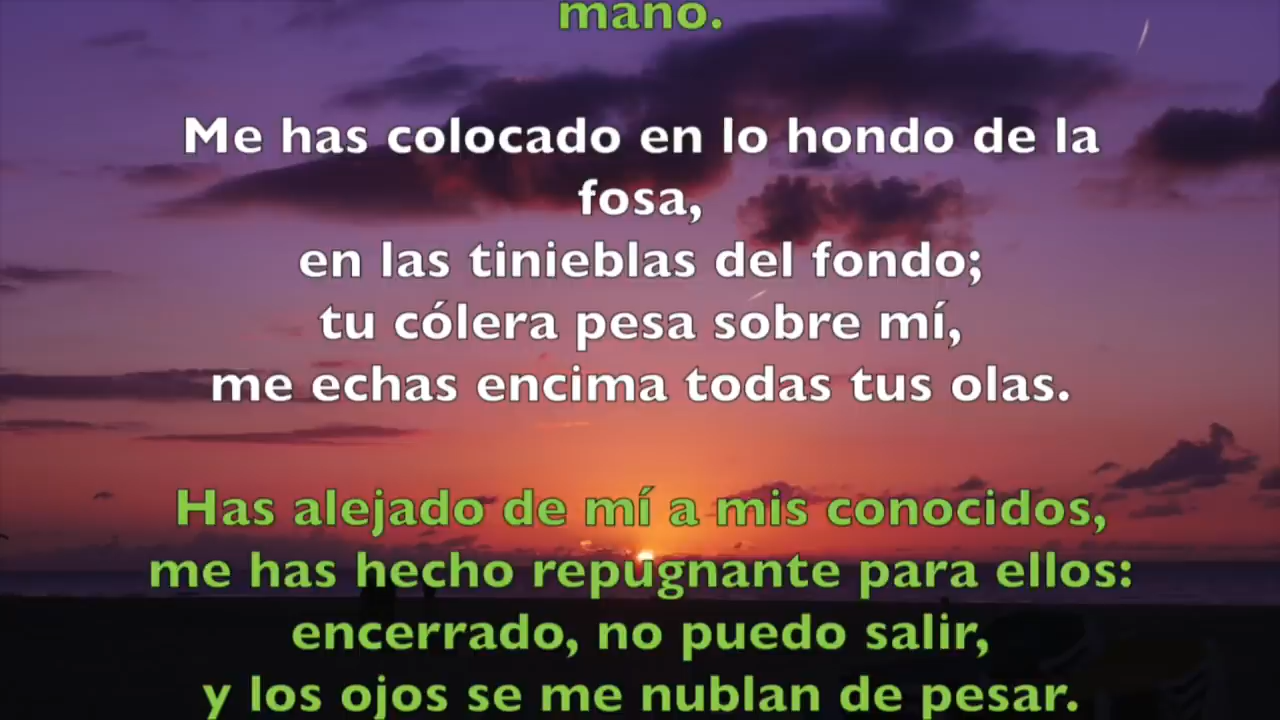 mano.
Me has colocado en lo hondo de la
fosa,
en las tinieblas del fondo;
tu cólera pesa sobre mí,
me echas encima todas tus olas.
Has alejado de mí a mis conocidos,
me has hecho repugnante para ellos:
encerrado, no puedo salir,
y los ojos se me nublan de pesar.